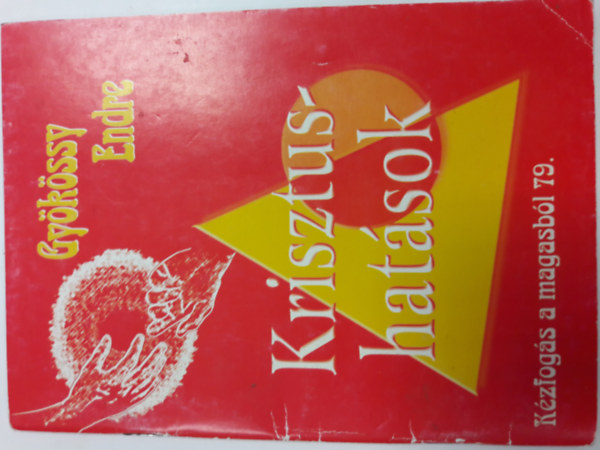 Gyökössy
Endre
Krisztus-
hatások
Kézfogás a magasból 79.